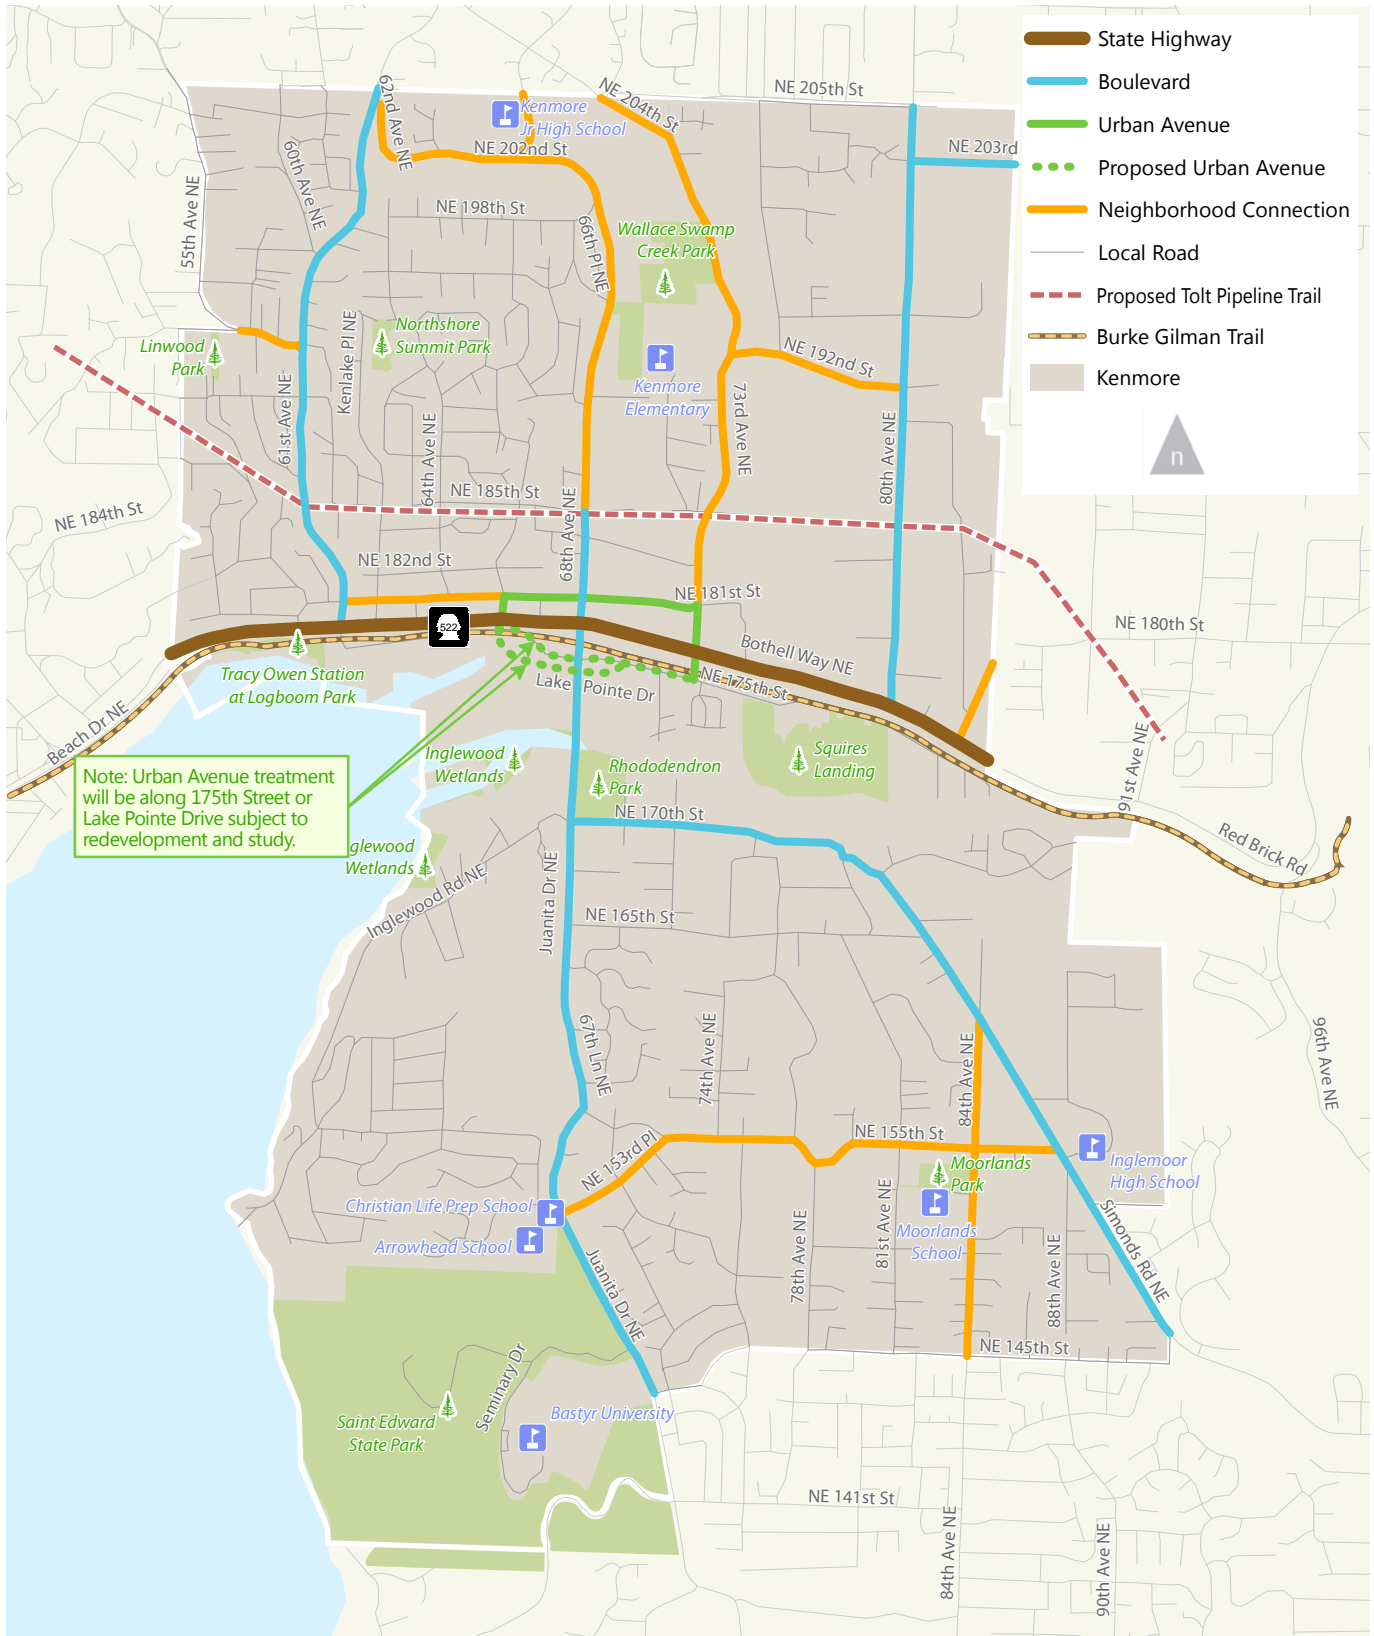 State Highway
Boulevard
Urban Avenue
Proposed Urban Avenue
Neighborhood Connection
Local Road
Proposed Tolt Pipeline Trail
Burke Gilman Trail
Kenmore
n
62nd Ave NE
Kenmore
Jr High School
NE 204th St
NE 205th St
NE 203rd
NE 202nd St
60th Ave NE
55th Ave NE
NE 198th St
66th Pl NE
Wallace Swamp
Creek Park
Northshore
Summit Park
Linwood
Park
Kenlake Pl NE
NE 192nd St
Kenmore
Elementary
73rd Ave NE
61st Ave NE
64th Ave NE
80th Ave NE
NE 185th St
NE 184th St
68th Ave NE
NE 182nd St
NE 181st St
522
NE 180th St
Bothell Way NE
Tracy Owen Station
at Logboom Park
NE 175th St
Lake Pointe Dr
Beach Dr NE
Inglewood
Wetlands
Squires
Landing
Rhododendron
Park
91st Ave NE
Note: Urban Avenue treatment
will be along 175th Street or
Lake Pointe Drive subject to
redevelopment and study.
NE 170th St
Red Brick Rd
glewood
Wetlands
Inglewood Rd NE
Juanita Dr NE
NE 165th St
67th Ln NE
74th Ave NE
84th Ave NE
96th Ave NE
NE 155th St
NE 153rd Pl
Moorlands
Park
Inglemoor
High School
Christian Life Prep School
Arrowhead School
Moorlands
School
81st Ave NE
78th Ave NE
88th Ave NE
Simonds Rd NE
Juanita Dr NE
NE 145th St
Seminary Dr
Saint Edward
State Park
Bastyr University
NE 141st St
84th Ave NE
90th Ave NE